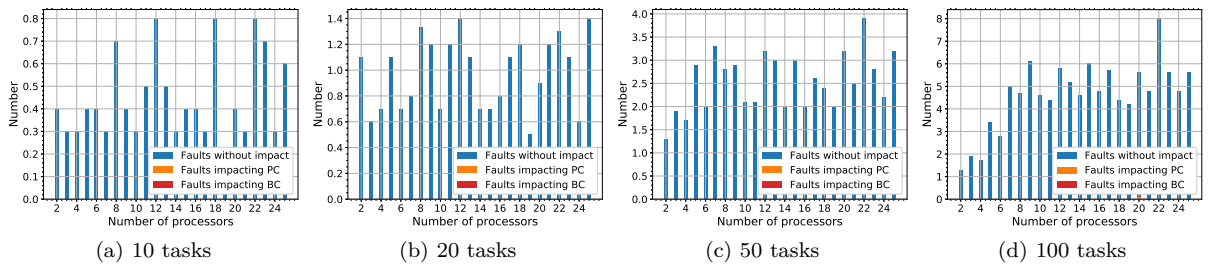 0.8
0.7
0.6
0.5
0.4
0.3
0.2
0.1
0.0
Number
2 4 6 8 10 12 14 16 18 20 22 24
Number of processors
Faults without impact
Faults impacting PC
Faults impacting BC
(a) 10 tasks
1.4
1.2
1.0
0.8
0.6
0.4
0.2
0.0
Number
2 4 6 8 10 12 14 16 18 20 22 24
Number of processors
Faults without impact
Faults impacting PC
Faults impacting BC
(b) 20 tasks
4.0
3.5
3.0
2.5
2.0
1.5
1.0
0.5
0.0
Number
2 4 6 8 10 12 14 16 18 20 22 24
Number of processors
Faults without impact
Faults impacting PC
Faults impacting BC
(c) 50 tasks
8
7
6
5
4
3
2
1
0
Number
2 4 6 8 10 12 14 16 18 20 22 24
Number of processors
Faults without impact
Faults impacting PC
Faults impacting BC
(d) 100 tasks